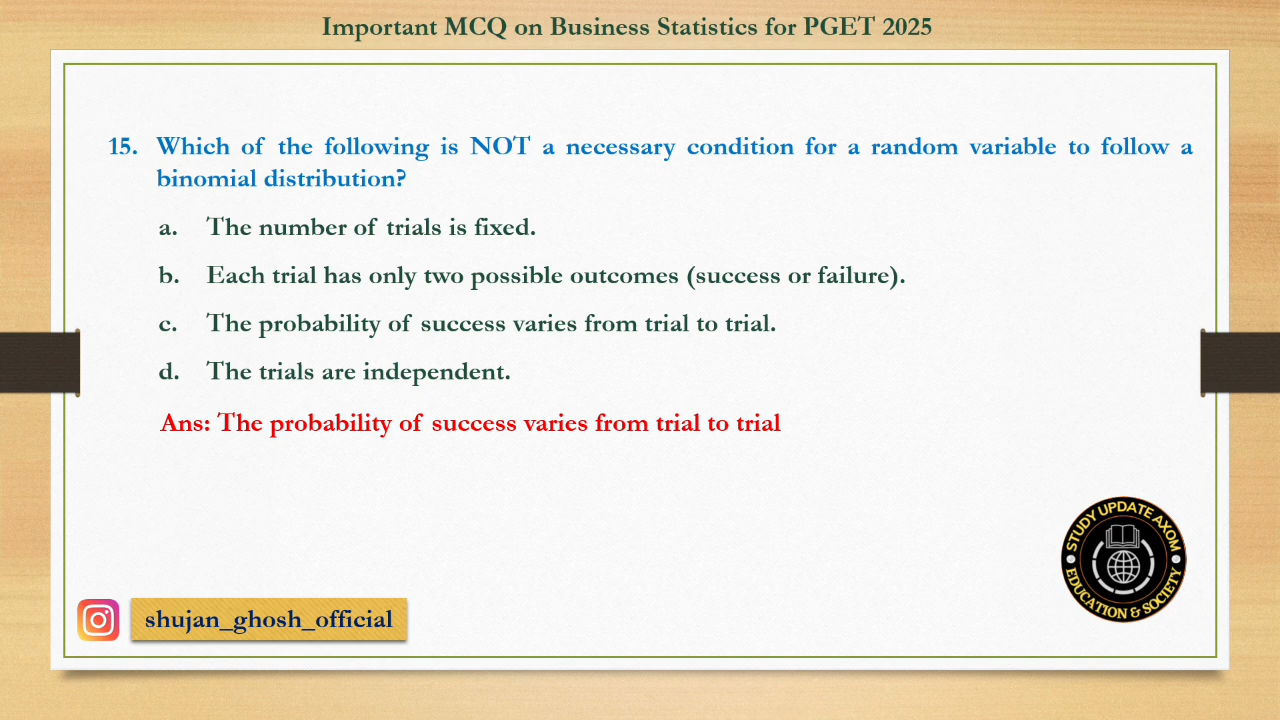 Important MCQ on Business Statistics for PGET 2025
15. Which of the following is NOT a necessary condition for a random variable to follow a
binomial distribution?
a. The number of trials is fixed.
b. Each trial has only two possible outcomes (success or failure).
c. The probability of success varies from trial to trial.
d. The trials are independent.
Ans: The probability of success varies from trial to trial
STUDY UPDATE AXOM
EDUCATION & SOCIETY
shujan_ghosh_official